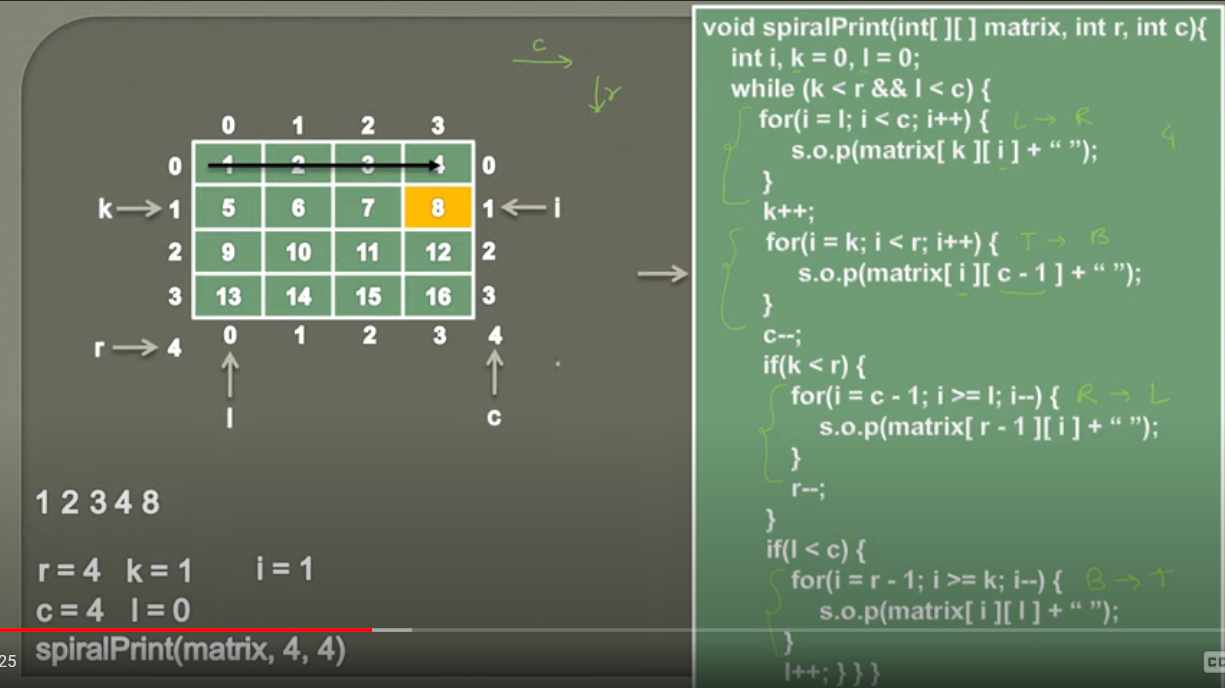 c
r
0 1 2 3
0 1 2 3 4 0
k 1 5 6 7 8 1 i
2 9 10 11 12 2
3 13 14 15 16 3
r 4 0 1 2 3 4
l c
1 2 3 4 8
r = 4 k = 1 i = 1
c = 4 l = 0
spiralPrint(matrix, 4, 4)
25
void spiralPrint(int[ ][ ] matrix, int r, int c){
int i, k = 0, l = 0;
while (k < r && l < c) {
for(i = l; i < c; i++) { L → R
s.o.p(matrix[ k ][ i ] + “ ”); 4
}
k++;
for(i = k; i < r; i++) { T → B
s.o.p(matrix[ i ][ c - 1 ] + “ ”);
}
c--;
if(k < r) {
for(i = c - 1; i >= l; i--) { R → L
s.o.p(matrix[ r - 1 ][ i ] + “ ”);
}
r--;
}
if(l < c) {
for(i = r - 1; i >= k; i--) { B → T
s.o.p(matrix[ i ][ l ] + “ ”);
}
l++; } } }
CC